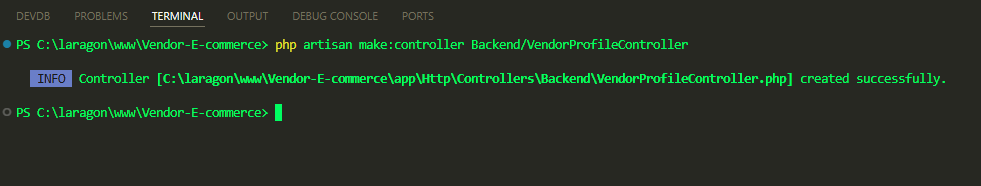 DEVDB PROBLEMS TERMINAL OUTPUT DEBUG CONSOLE PORTS
PS C:\laragon\www\Vendor-E-commerce> php artisan make:controller Backend/VendorProfileController
INFO Controller [C:\laragon\www\Vendor-E-commerce\app\Http\Controllers\Backend\VendorProfileController.php] created successfully.
PS C:\laragon\www\Vendor-E-commerce>